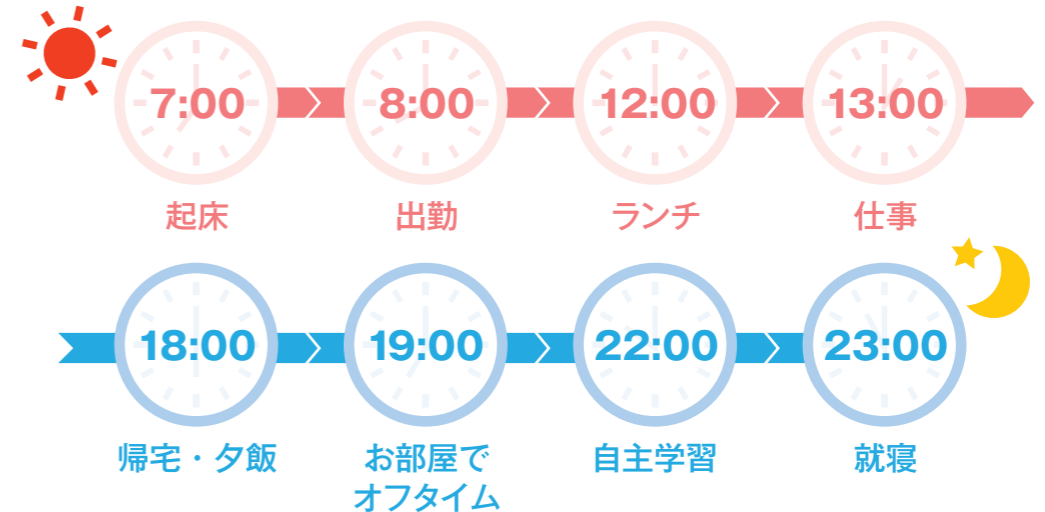 7:00
8:00
12:00
13:00
起床
出勤
ランチ
仕事
18:00
19:00
22:00
23:00
帰宅・夕飯
お部屋で
オフタイム
自主学習
就寝